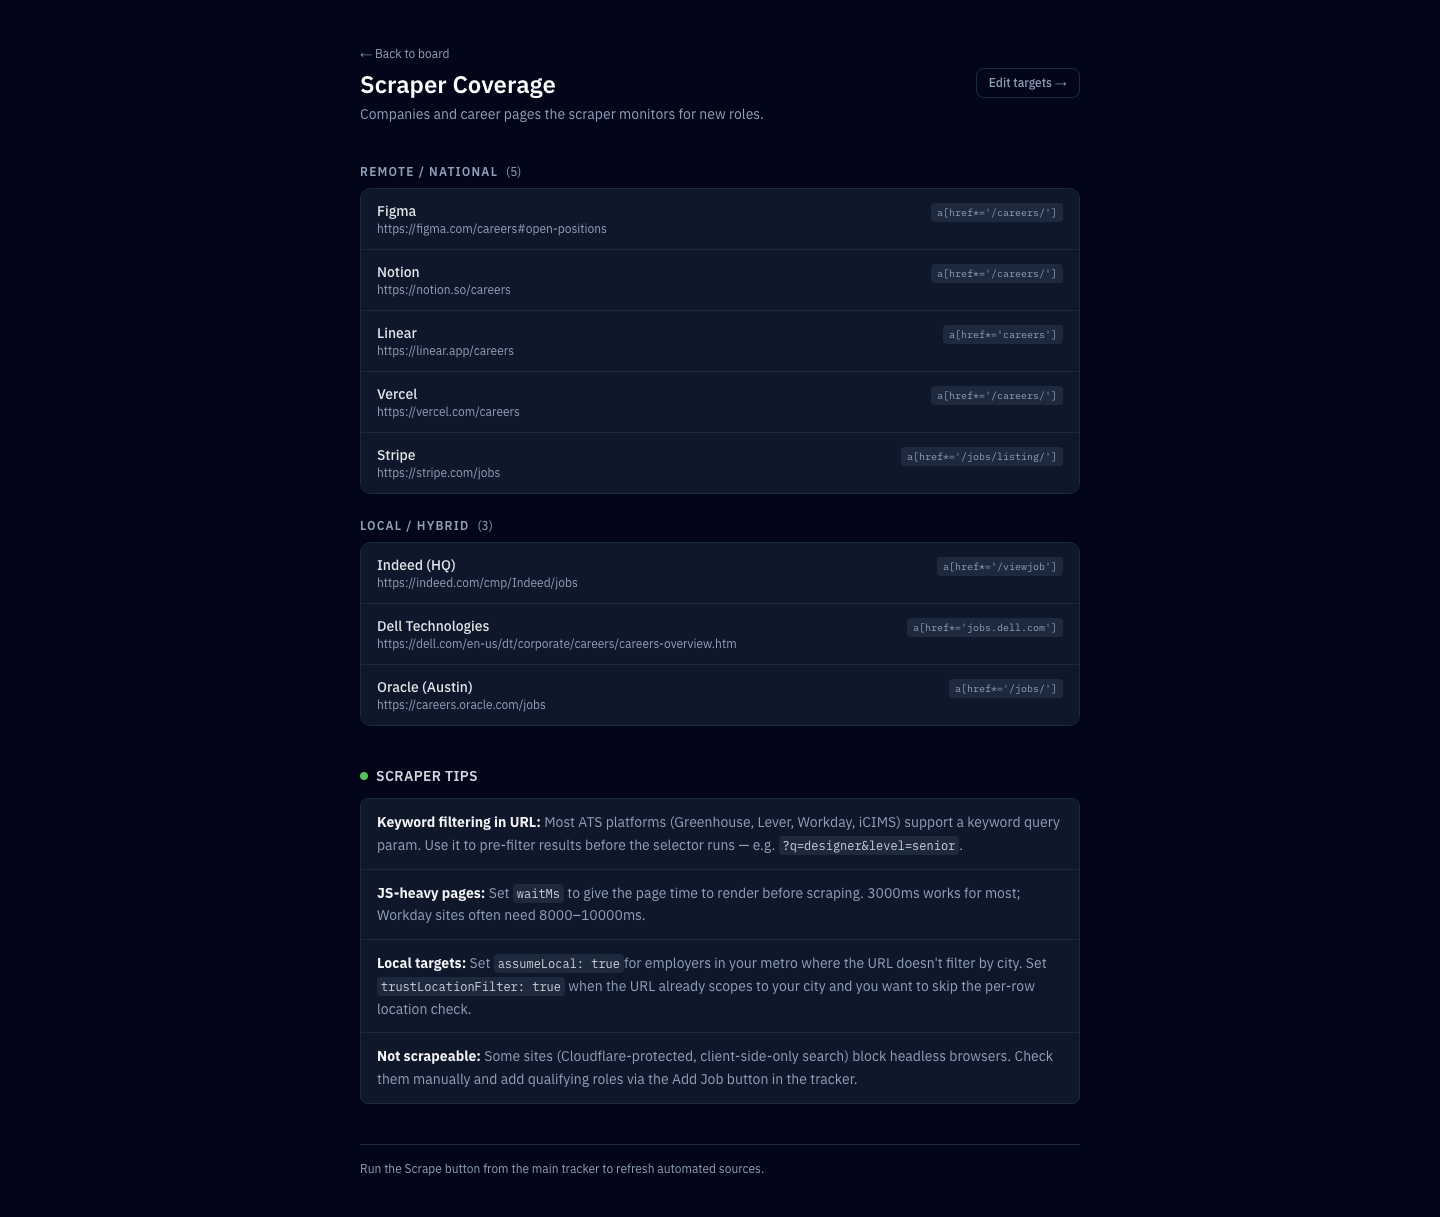 ← Back to board
Scraper Coverage
Edit targets →
Companies and career pages the scraper monitors for new roles.
REMOTE / NATIONAL (5)
Figma
a[href*='/careers/']
https://figma.com/careers#open-positions
Notion
a[href*='/careers/']
https://notion.so/careers
Linear
a[href*='careers']
https://linear.app/careers
Vercel
a[href*='/careers/']
https://vercel.com/careers
Stripe
a[href*='/jobs/listing/']
https://stripe.com/jobs
LOCAL / HYBRID (3)
Indeed (HQ)
a[href*='/viewjob']
https://indeed.com/cmp/Indeed/jobs
Dell Technologies
a[href*='jobs.dell.com']
https://dell.com/en-us/dt/corporate/careers/careers-overview.htm
Oracle (Austin)
a[href*='/jobs/']
https://careers.oracle.com/jobs
SCRAPER TIPS
Keyword filtering in URL: Most ATS platforms (Greenhouse, Lever, Workday, iCIMS) support a keyword query
param. Use it to pre-filter results before the selector runs — e.g. ?q=designer&level=senior.
JS-heavy pages: Set waitMs to give the page time to render before scraping. 3000ms works for most;
Workday sites often need 8000–10000ms.
Local targets: Set assumeLocal: true for employers in your metro where the URL doesn't filter by city. Set
trustLocationFilter: true when the URL already scopes to your city and you want to skip the per-row
location check.
Not scrapeable: Some sites (Cloudflare-protected, client-side-only search) block headless browsers. Check
them manually and add qualifying roles via the Add Job button in the tracker.
Run the Scrape button from the main tracker to refresh automated sources.